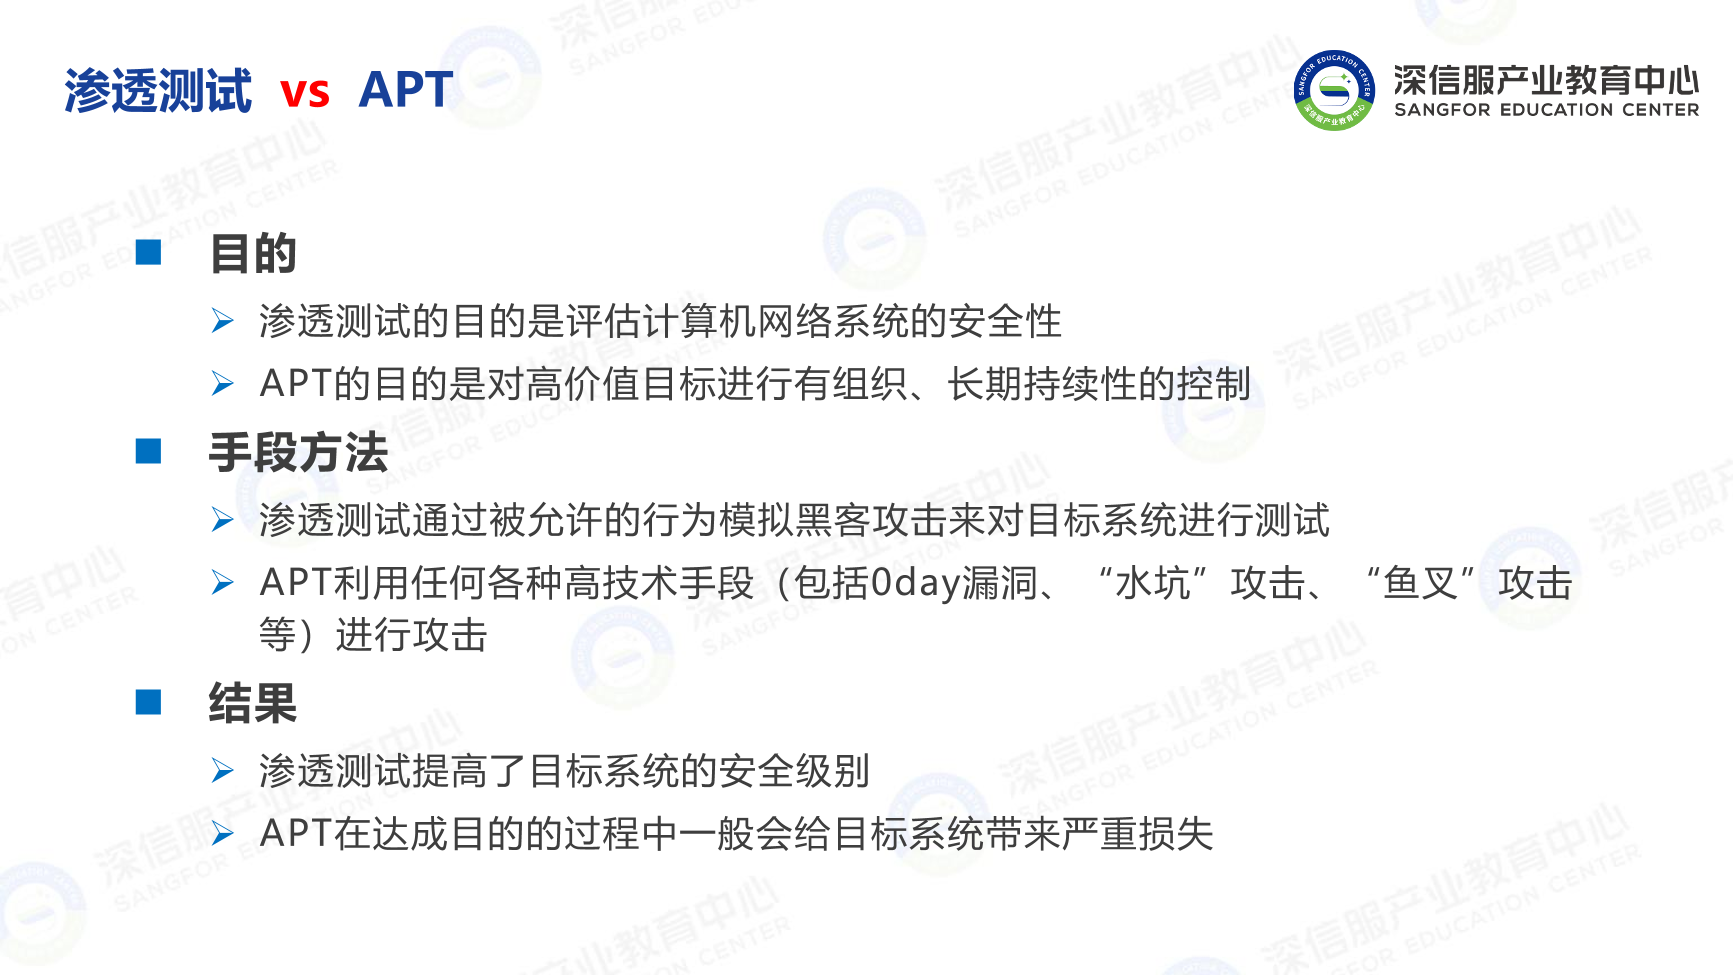 渗透测试 vs APT
深信服产业教育中心
SANGFOR EDUCATION CENTER
目的
渗透测试的目的是评估计算机网络系统的安全性
APT的目的是对高价值目标进行有组织、长期持续性的控制
手段方法
渗透测试通过被允许的行为模拟黑客攻击来对目标系统进行测试
APT利用任何各种高技术手段（包括0day漏洞、“水坑”攻击、“鱼叉”攻击
等）进行攻击
结果
渗透测试提高了目标系统的安全级别
APT在达成目的的过程中一般会给目标系统带来严重损失